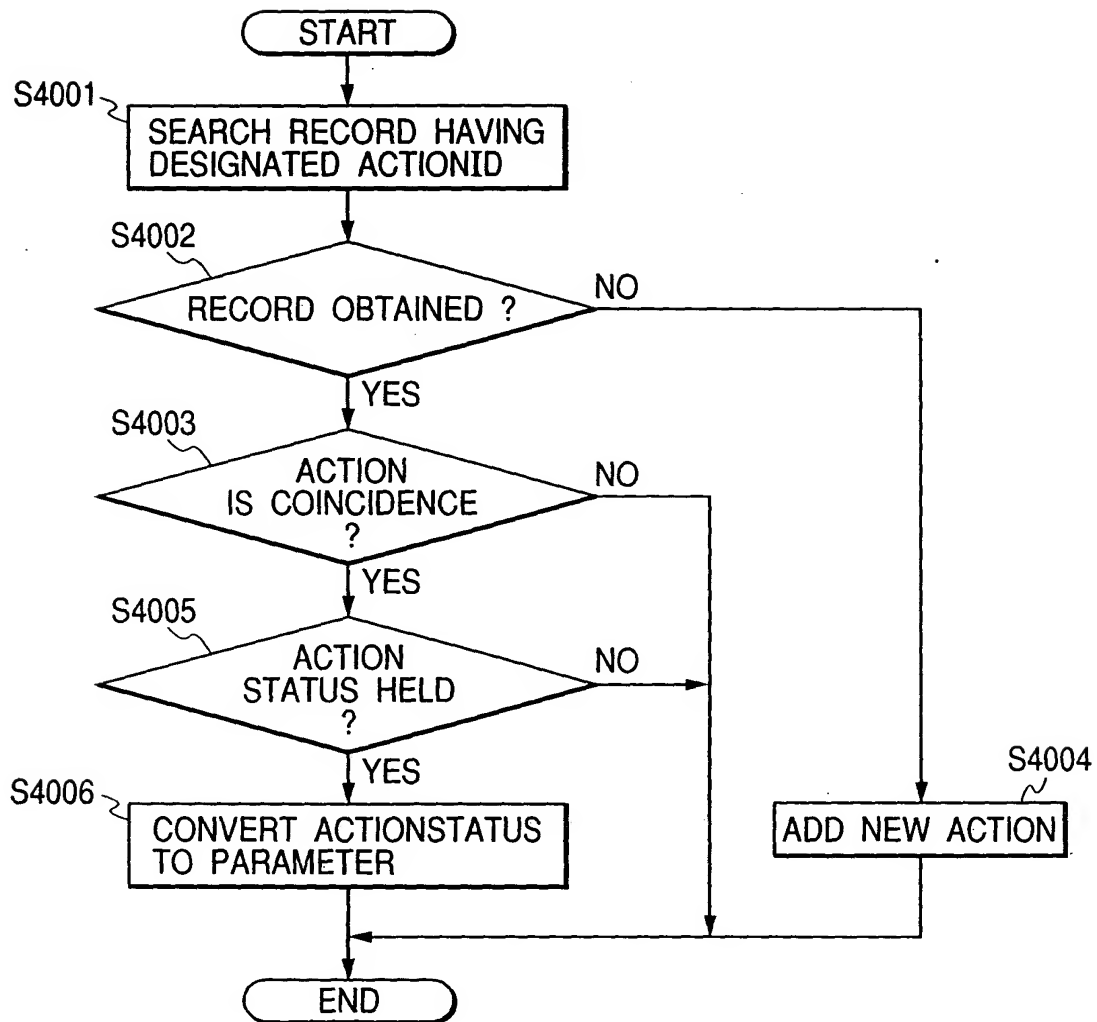 START
S4001
SEARCH RECORD HAVING
DESIGNATED ACTIONID
S4002
RECORD OBTAINED ?
NO
YES
S4003
ACTION
IS COINCIDENCE
?
NO
YES
S4005
ACTION
STATUS HELD
?
NO
YES
S4006
CONVERT ACTIONSTATUS
TO PARAMETER
S4004
ADD NEW ACTION
END